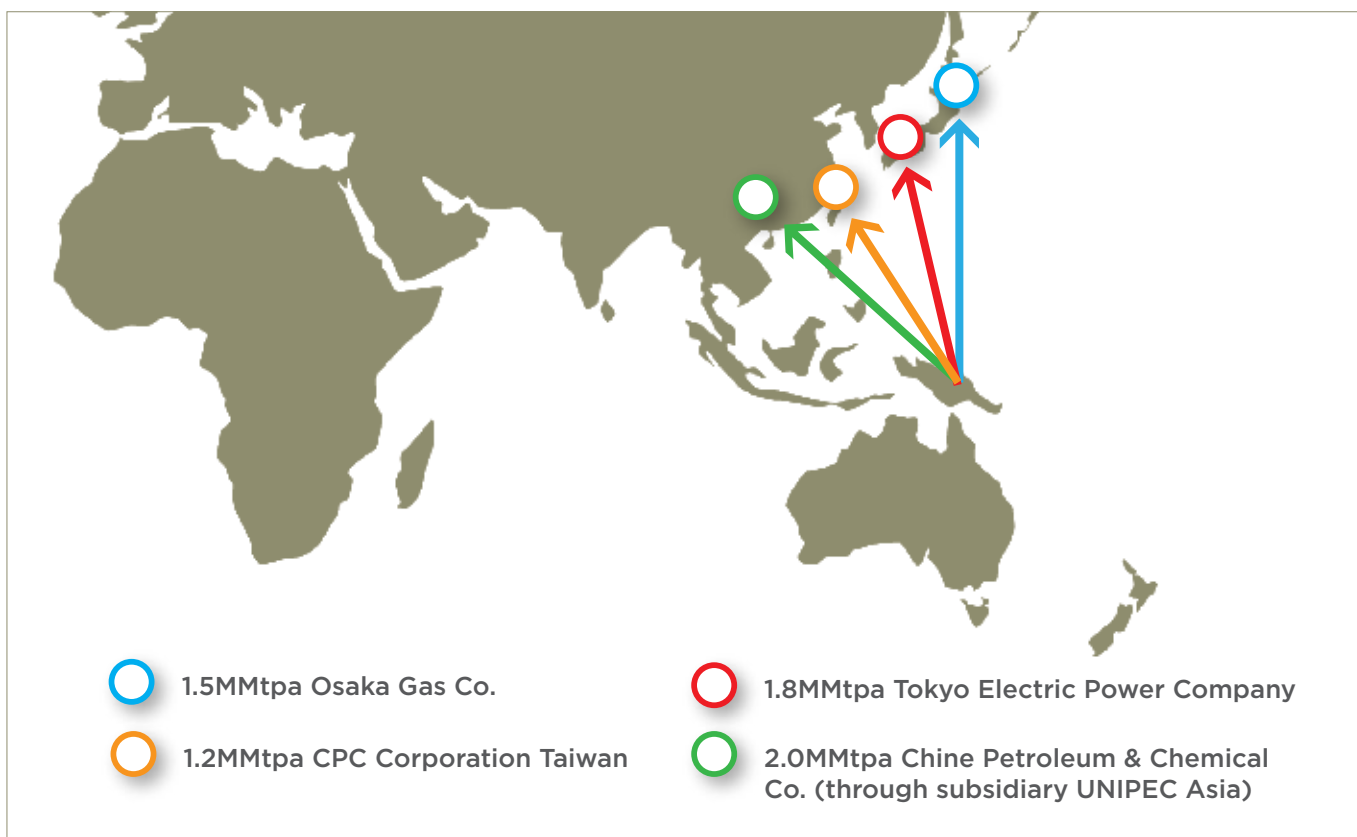 1.5MMtpa Osaka Gas Co.
1.2MMtpa CPC Corporation Taiwan
1.8MMtpa Tokyo Electric Power Company
2.0MMtpa Chine Petroleum & Chemical
Co. (through subsidiary UNIPEC Asia)